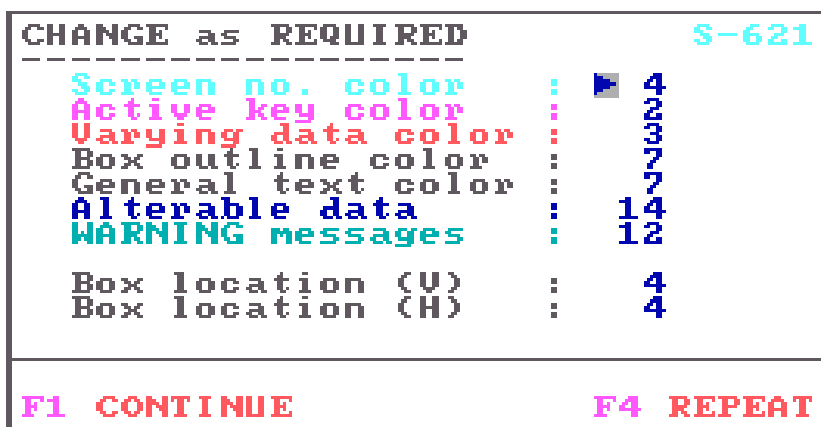 CHANGE as REQUIRED S-621
------------------
Screen no. color : ► 4
Active key color : 2
Varying data color : 3
Box outline color : 7
General text color : 7
Alterable data : 14
WARNING messages : 12
Box location (V) : 4
Box location (H) : 4
F1 CONTINUE F4 REPEAT